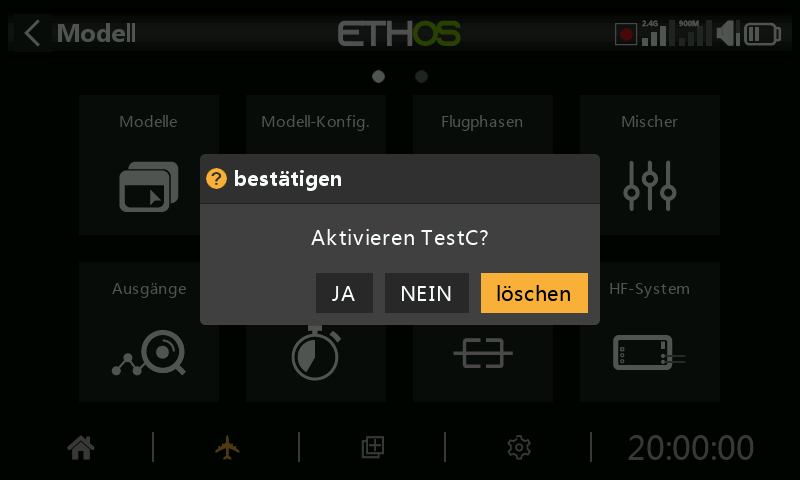 Modell
ETHOS
2.4G
900M
Modelle
Modell-Konfig.
Flugphasen
Mischer
? bestätigen
Aktivieren TestC?
JA
NEIN
löschen
Ausgänge
HF-System
20:00:00